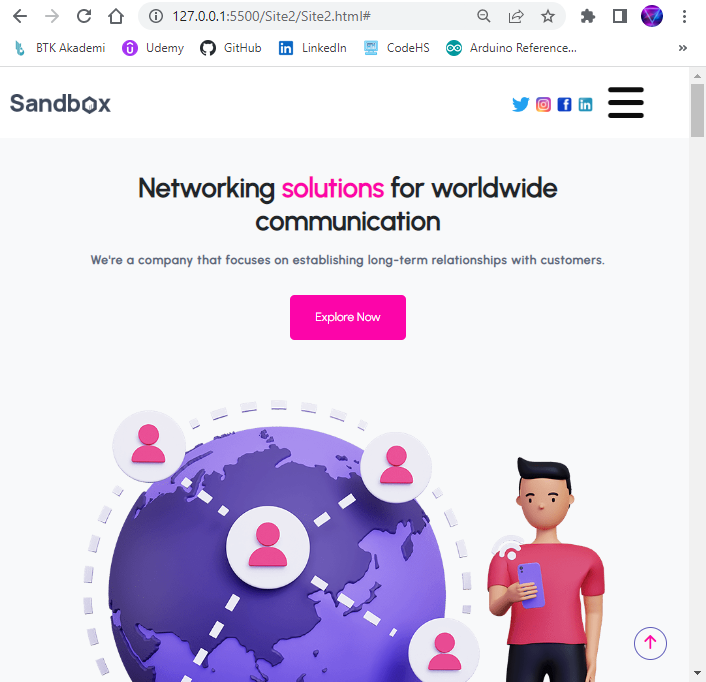 127.0.0.1:5500/Site2/Site2.html#
BTK Akademi Udemy GitHub LinkedIn CodeHS Arduino Reference... »
Sandbox
Networking solutions for worldwide
communication
We're a company that focuses on establishing long-term relationships with customers.
Explore Now